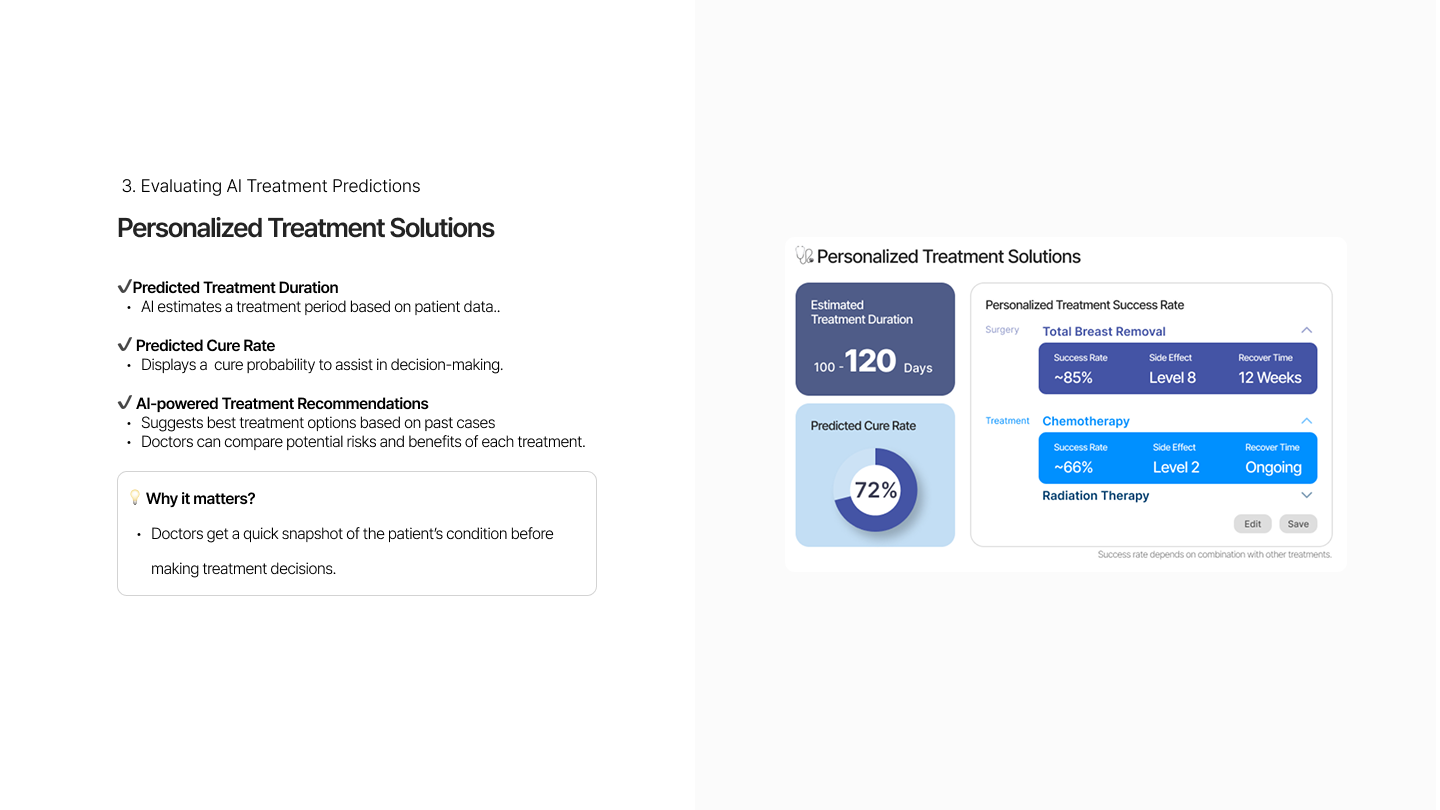 3. Evaluating AI Treatment Predictions
Personalized Treatment Solutions
✔Predicted Treatment Duration
• AI estimates a treatment period based on patient data..
✔ Predicted Cure Rate
• Displays a  cure probability to assist in decision-making.
✔ AI-powered Treatment Recommendations
• Suggests best treatment options based on past cases
• Doctors can compare potential risks and benefits of each treatment.
💡 Why it matters?
• Doctors get a quick snapshot of the patient's condition before
making treatment decisions.
🩺 Personalized Treatment Solutions
Estimated
Treatment Duration
100 - 120 Days
Predicted Cure Rate
72%
Personalized Treatment Success Rate
Surgery Total Breast Removal
Success Rate Side Effect Recover Time
~85% Level 8 12 Weeks
Treatment Chemotherapy
Success Rate Side Effect Recover Time
~66% Level 2 Ongoing
Radiation Therapy
Edit Save
Success rate depends on combination with other treatments.